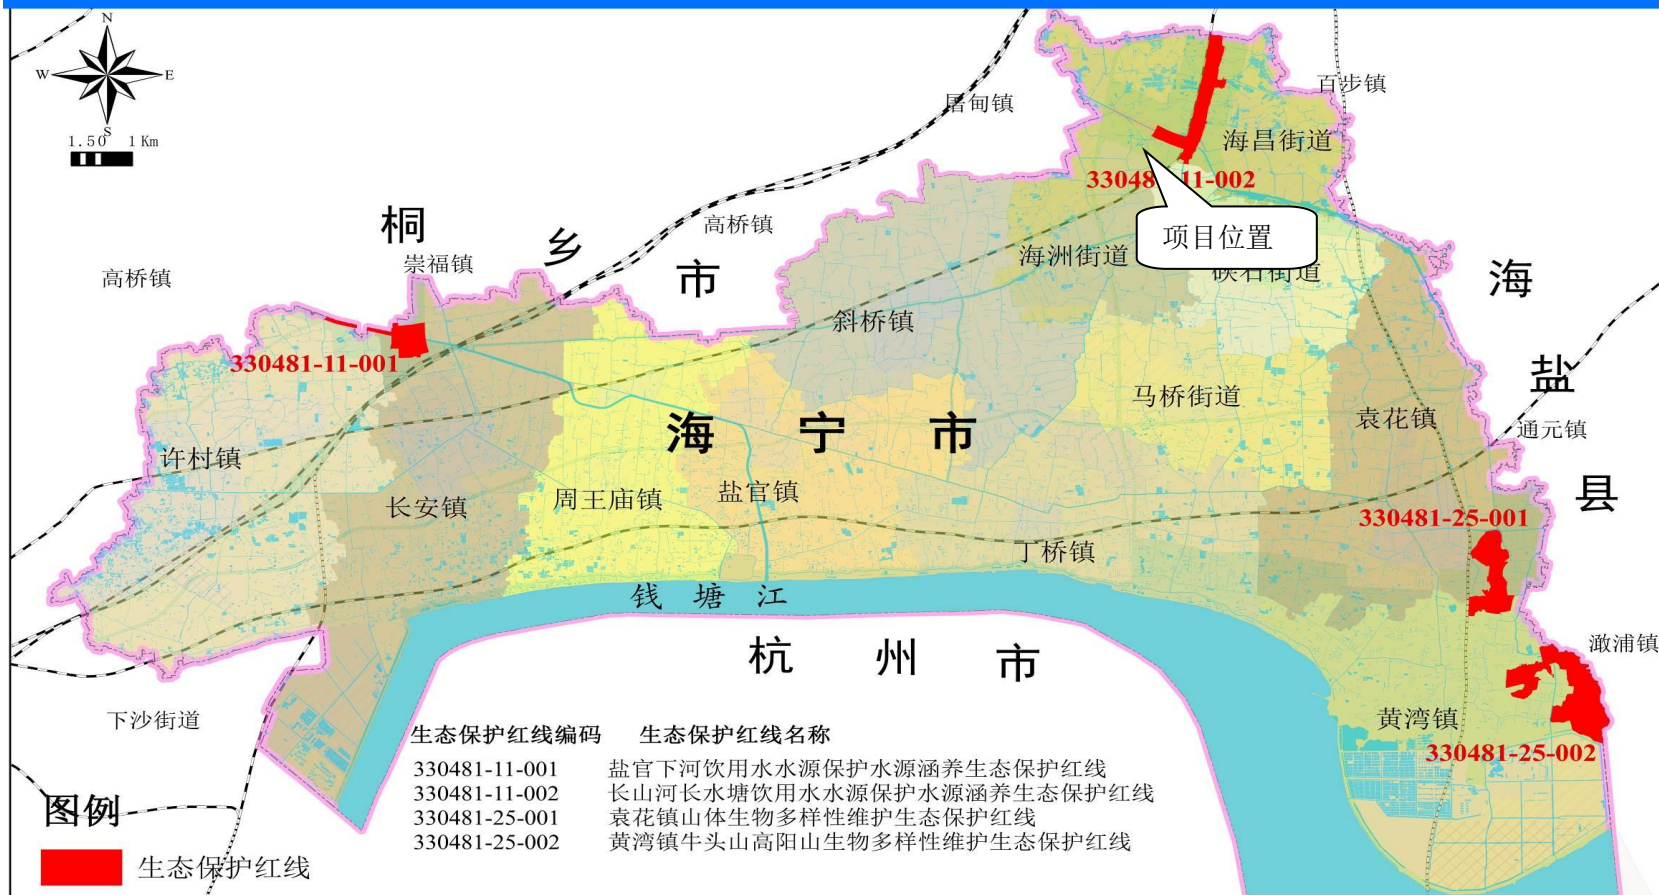 N
W
E
S
1.50 1 Km
屠甸镇
百步镇
海昌街道
330481-11-002
项目位置
桐乡市
高桥镇
崇福镇
高桥镇
海洲街道
硖石街道
海盐县
斜桥镇
330481-11-001
马桥街道
袁花镇
通元镇
海宁市
许村镇
长安镇
周王庙镇
盐官镇
330481-25-001
丁桥镇
钱塘江
杭州市
澉浦镇
下沙街道
黄湾镇
330481-25-002
生态保护红线编码 生态保护红线名称
330481-11-001 盐官下河饮用水水源保护水源涵养生态保护红线
330481-11-002 长山河长水塘饮用水水源保护水源涵养生态保护红线
330481-25-001 袁花镇山体生物多样性维护生态保护红线
330481-25-002 黄湾镇牛头山高阳山生物多样性维护生态保护红线
图例
生态保护红线